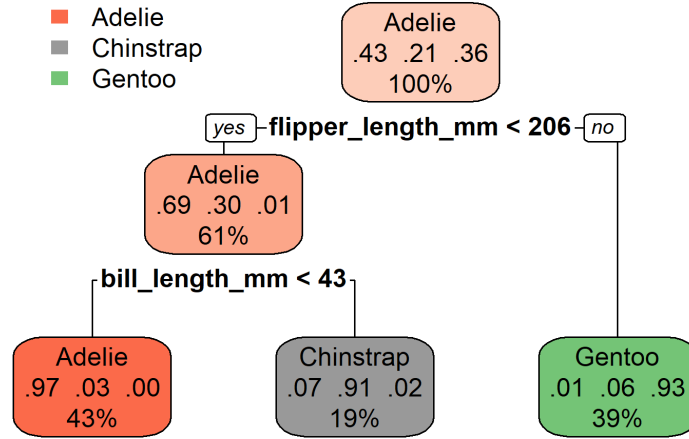 Adelie
Chinstrap
Gentoo
Adelie
.43 .21 .36
100%
yes flipper_length_mm < 206 no
Adelie
.69 .30 .01
61%
bill_length_mm < 43
Adelie Chinstrap Gentoo
.97 .03 .00 .07 .91 .02 .01 .06 .93
43% 19% 39%